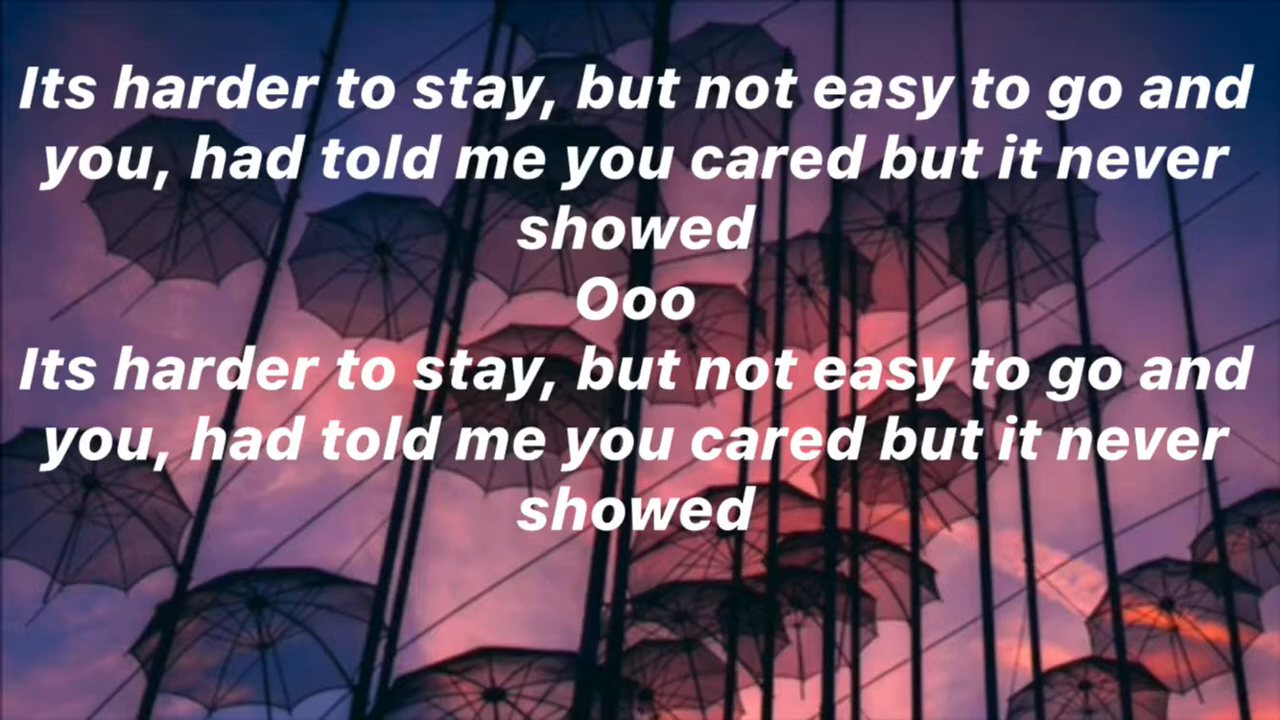 Its harder to stay, but not easy to go and
you, had told me you cared but it never
showed
Ooo
Its harder to stay, but not easy to go and
you, had told me you cared but it never
showed